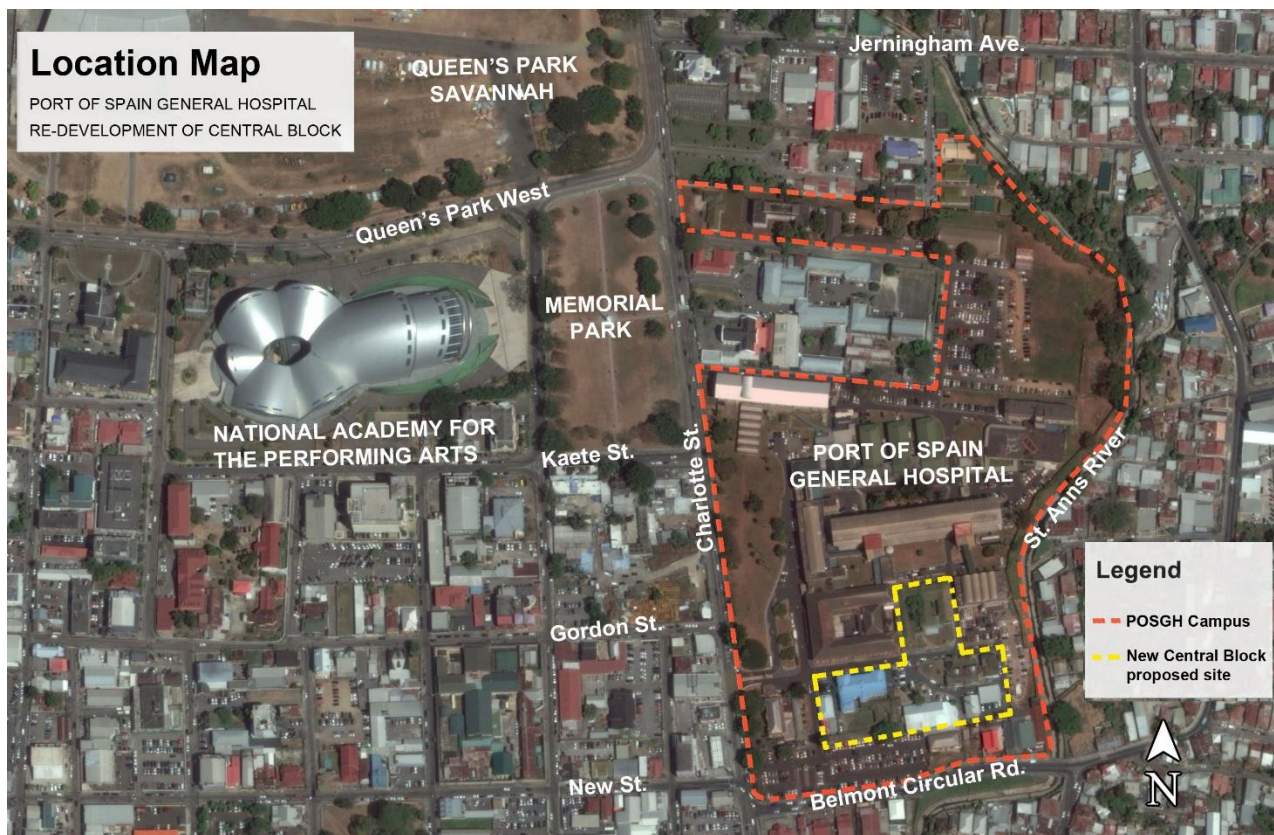 Location Map
PORT OF SPAIN GENERAL HOSPITAL
RE-DEVELOPMENT OF CENTRAL BLOCK
QUEEN'S PARK
SAVANNAH
Jerningham Ave.
Queen's Park West
MEMORIAL
PARK
NATIONAL ACADEMY FOR
THE PERFORMING ARTS
Kaete St.
Charlotte St.
PORT OF SPAIN
GENERAL HOSPITAL
St. Anns River
Gordon St.
New St.
Belmont Circular Rd.
Legend
POSGH Campus
New Central Block
proposed site
N